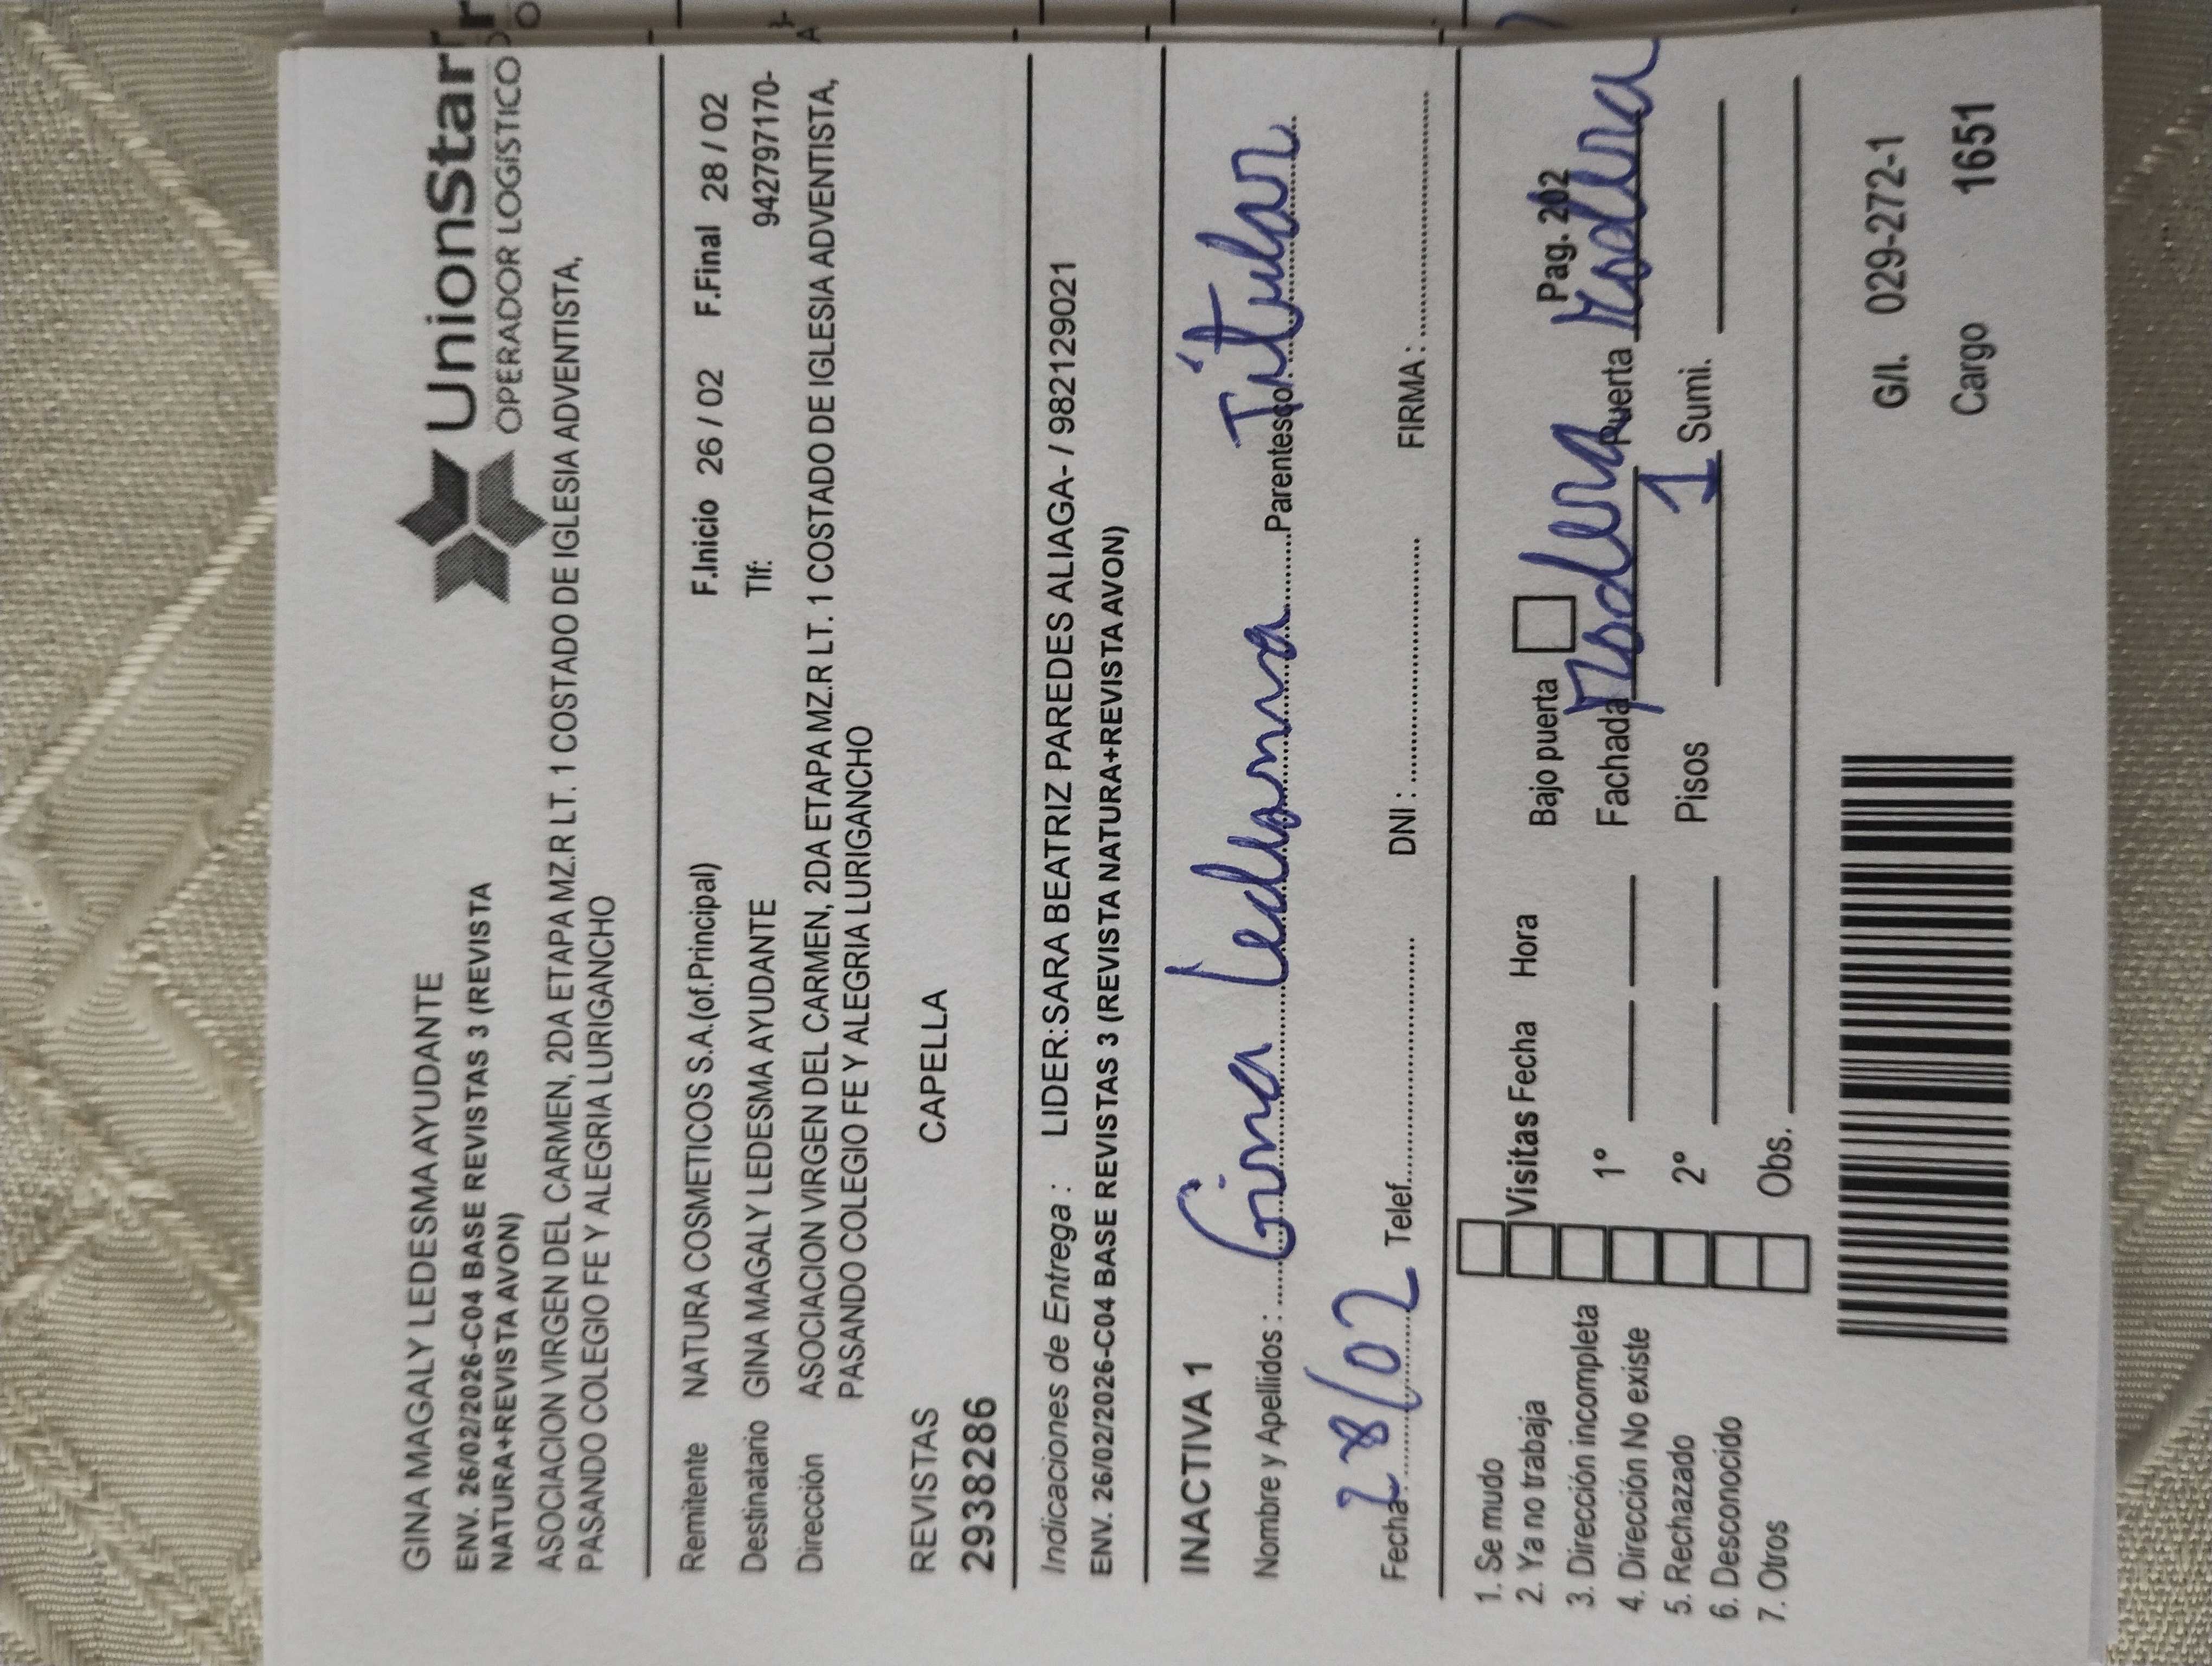 GINA MAGALY LEDESMA AYUDANTE
UnionStar
OPERADOR LOGÍSTICO
ENV. 26/02/2026-C04 BASE REVISTAS 3 (REVISTA
NATURA+REVISTA AVON)
ASOCIACION VIRGEN DEL CARMEN, 2DA ETAPA MZ.R LT. 1 COSTADO DE IGLESIA ADVENTISTA,
PASANDO COLEGIO FE Y ALEGRIA LURIGANCHO
Remitente NATURA COSMETICOS S.A.(of.Principal) F.Inicio 26 / 02 F.Final 28 / 02
Destinatario GINA MAGALY LEDESMA AYUDANTE Tlf: 942797170-
Dirección ASOCIACION VIRGEN DEL CARMEN, 2DA ETAPA MZ.R LT. 1 COSTADO DE IGLESIA ADVENTISTA,
PASANDO COLEGIO FE Y ALEGRIA LURIGANCHO
REVISTAS CAPELLA
2938286
Indicaciones de Entrega : LIDER:SARA BEATRIZ PAREDES ALIAGA- / 982129021
ENV. 26/02/2026-C04 BASE REVISTAS 3 (REVISTA NATURA+REVISTA AVON)
INACTIVA 1
Nombre y Apellidos : Gina Ledesma Parentesco: Titular
Fecha: 28/02 Telef. DNI : FIRMA :
1. Se mudo
2. Ya no trabaja Visitas Fecha Hora Bajo puerta Pag. 202
3. Dirección incompleta
4. Dirección No existe 1° Fachada Puerta
5. Rechazado
6. Desconocido 2° Pisos 1 Sumi.
7. Otros Obs.
G/I. 029-272-1
Cargo 1651